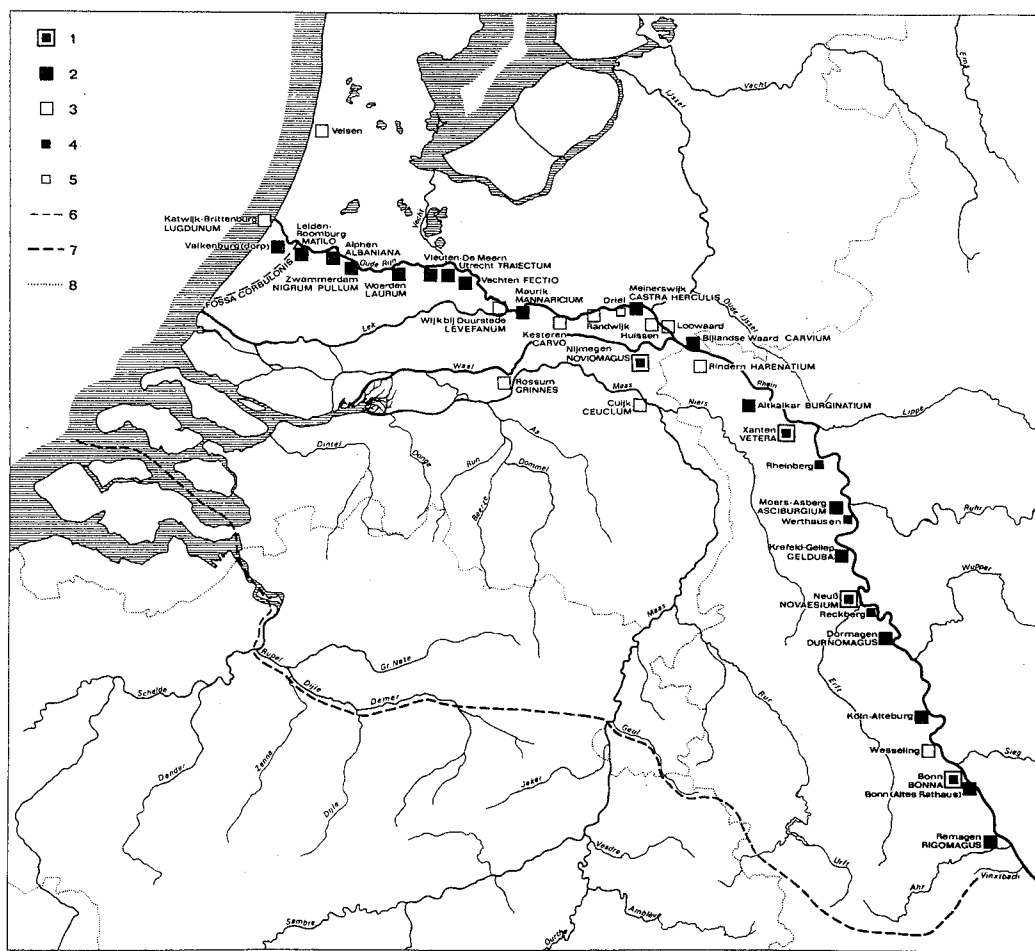 1
2
3
4
5
6
7
8
Velsen
Katwijk-Brittenburg
LUGDUNUM
Valkenburg (dorp)
Leiden-
Roomburg
MATILO
Alphen
ALBANIANA
FOSSA CORBULONIS
Oude Rijn
Zwammerdam
NIGRUM PULLUM
Woerden
LAURUM
Vleuten-De Meern
Utrecht TRAIECTUM
Vechten FECTIO
Vecht
IJssel
IJssel
Vecht
Maurik
MANNARICIUM
Wijk bij Duurstede
LEVEFANUM
Lek
Kesteren
CARVO
Driel
Randwijk
Meinerswijk
CASTRA HERCULIS
Huissen
Loowaard
Oude IJssel
Bijlandse Waard CARVIUM
Nijmegen
NOVIOMAGUS
Rindern HARENATIUM
Waal
Rossum
GRINNES
Maas
Cuijk
CEUCLUM
Niers
Rhein
Altkalkar BURGINATIUM
Lippe
Xanten
VETERA
Rheinberg
Moers-Asberg
ASCIBURGIUM
Werthausen
Ruhr
Krefeld-Gellep
GELDUBA
Wupper
Neuß
NOVAESIUM
Reckberg
Dormagen
DURNOMAGUS
Erft
Köln-Alteburg
Wesseling
Sieg
Bonn
BONNA
Bonn (Altes Rathaus)
Remagen
RIGOMAGUS
Ahr
Vinxtbach
Urft
Rur
Geul
Maas
Dintel
Donge
Run
Aa
Dommel
Beerze
Schelde
Rupel
Gr. Nete
Dijle
Demer
Dender
Zenne
Dijle
Jeker
Vesdre
Amblève
Sambre
Ourthe